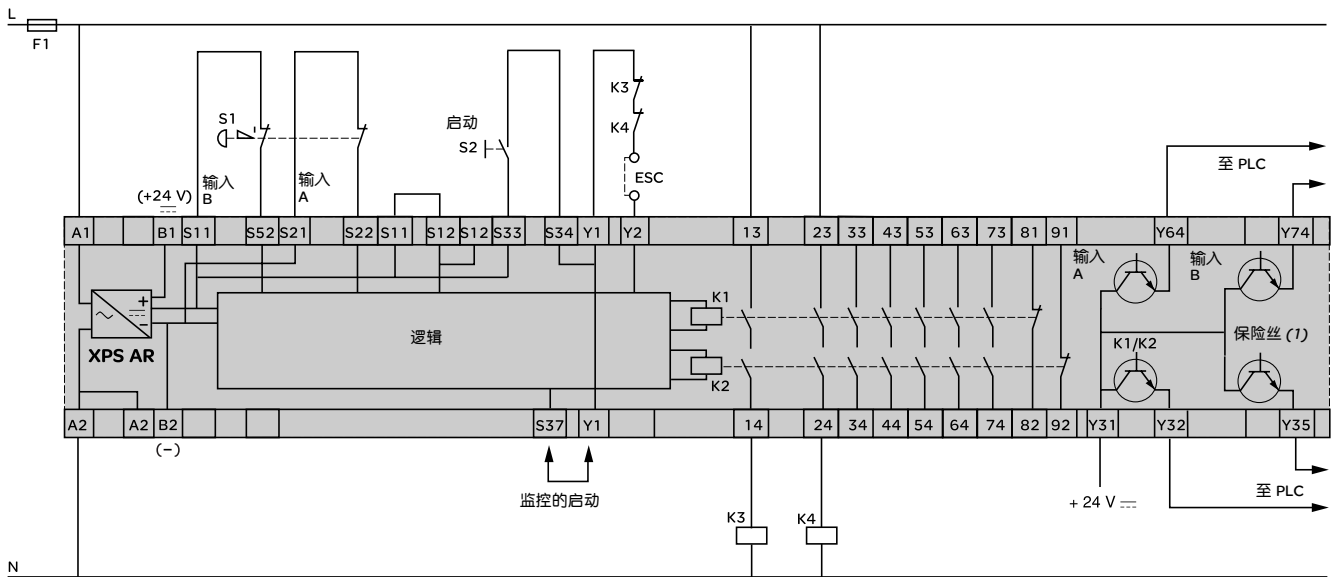 L
F1
K3
S1
K4
启动
S2
ESC
至 PLC
(+24 V)
输入
B
输入
A
A1 B1 S11 S52 S21 S22 S11 S12 S12 S33 S34 Y1 Y2 13 23 33 43 53 63 73 81 91 Y64 Y74
输入
A
输入
B
+
−
XPS AR
逻辑
K1
K2
K1/K2
保险丝 (1)
A2 A2 B2 S37 Y1 14 24 34 44 54 64 74 82 92 Y31 Y32 Y35
(−)
监控的启动
+ 24 V
至 PLC
K3
K4
N